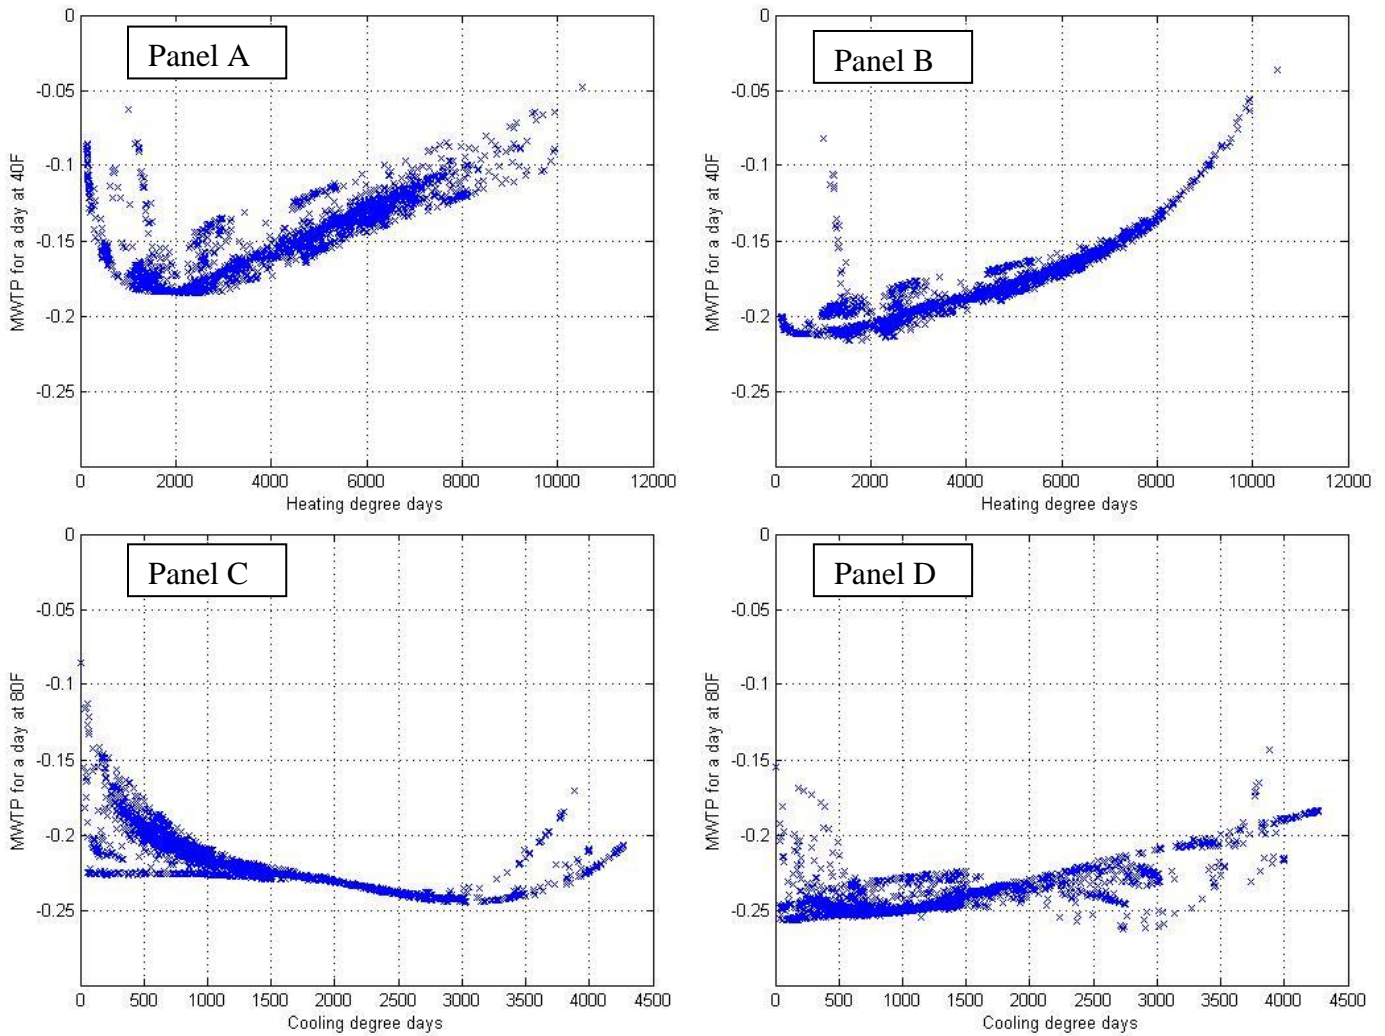 Panel A
0
-0.05
-0.1
-0.15
-0.2
-0.25
MWTP for a day at 40F
0 2000 4000 6000 8000 10000 12000
Heating degree days
Panel B
0
-0.05
-0.1
-0.15
-0.2
-0.25
MWTP for a day at 40F
0 2000 4000 6000 8000 10000 12000
Heating degree days
Panel C
0
-0.05
-0.1
-0.15
-0.2
-0.25
MWTP for a day at 80F
0 500 1000 1500 2000 2500 3000 3500 4000 4500
Cooling degree days
Panel D
0
-0.05
-0.1
-0.15
-0.2
-0.25
MWTP for a day at 80F
0 500 1000 1500 2000 2500 3000 3500 4000 4500
Cooling degree days